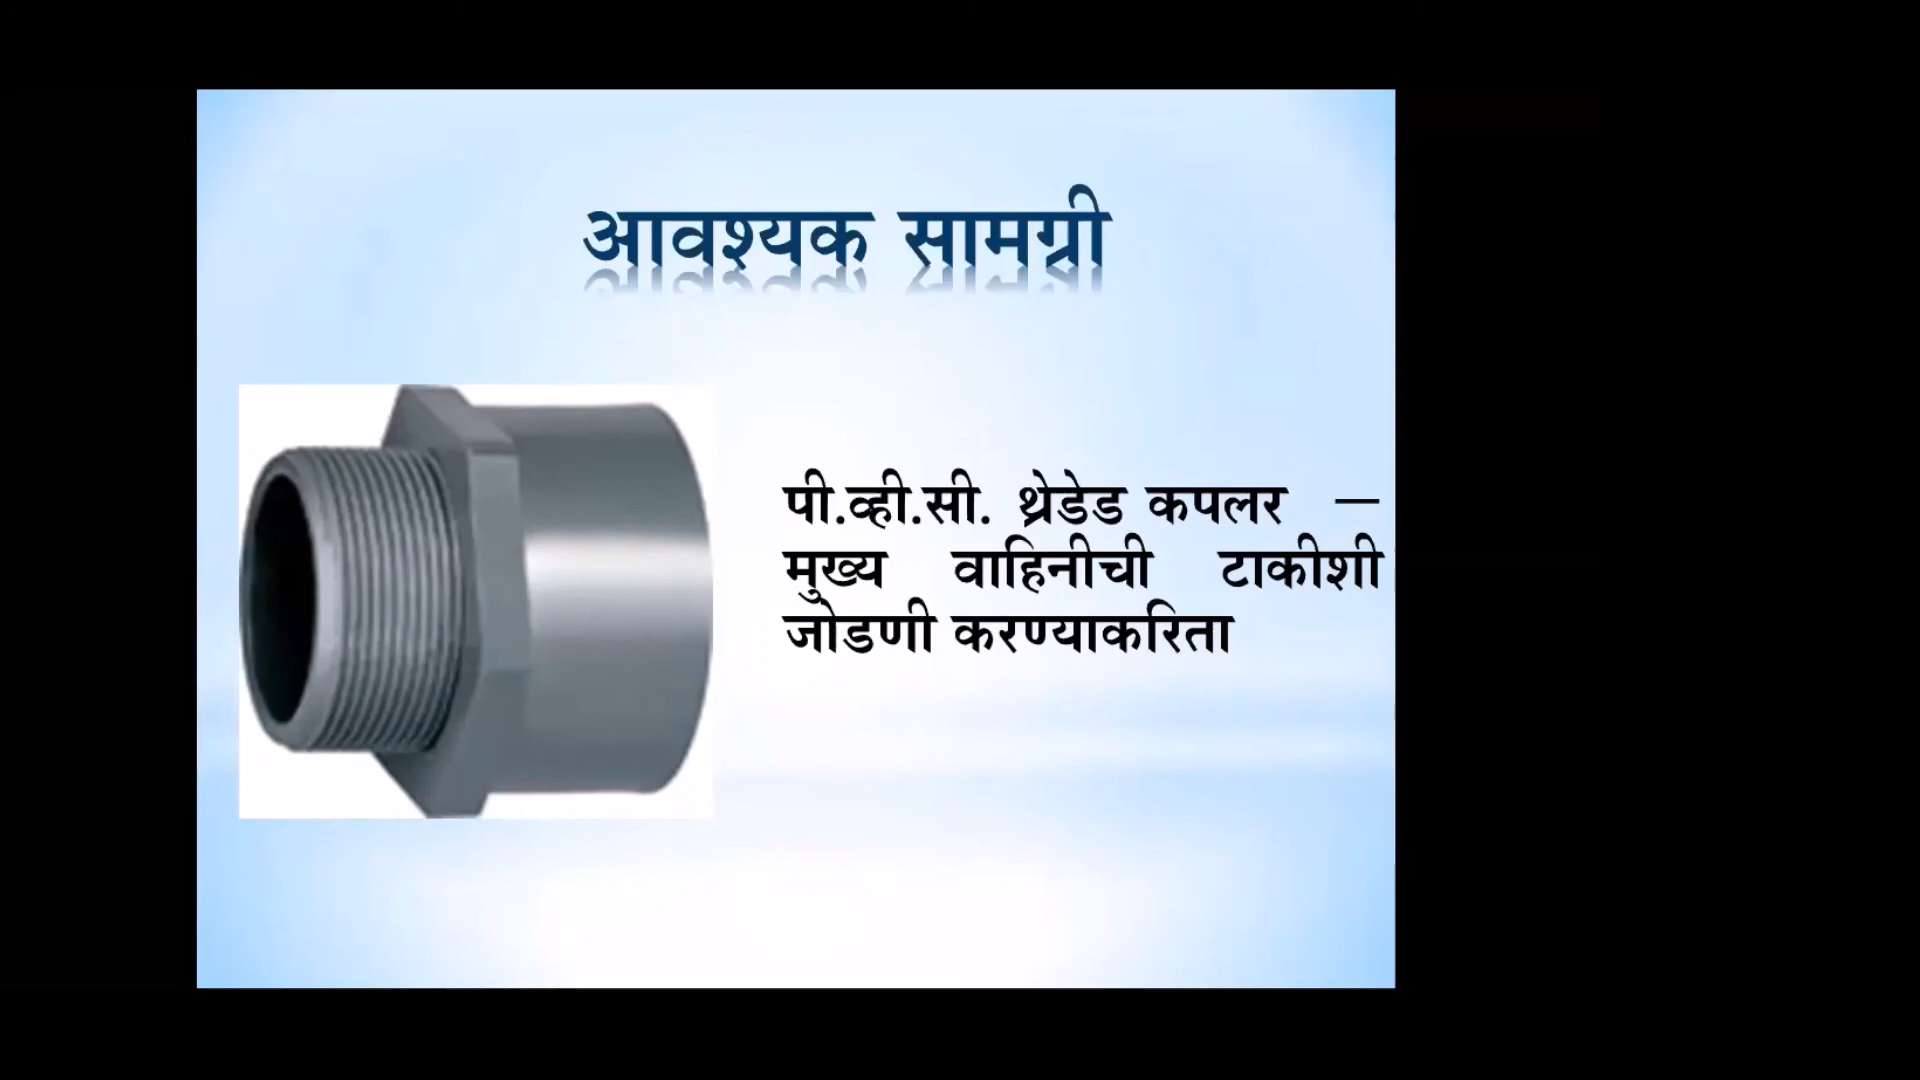 आवश्यक सामग्री
पी.व्ही.सी. थ्रेडेड कपलर –
मुख्य वाहिनीची टाकीशी
जोडणी करण्याकरिता